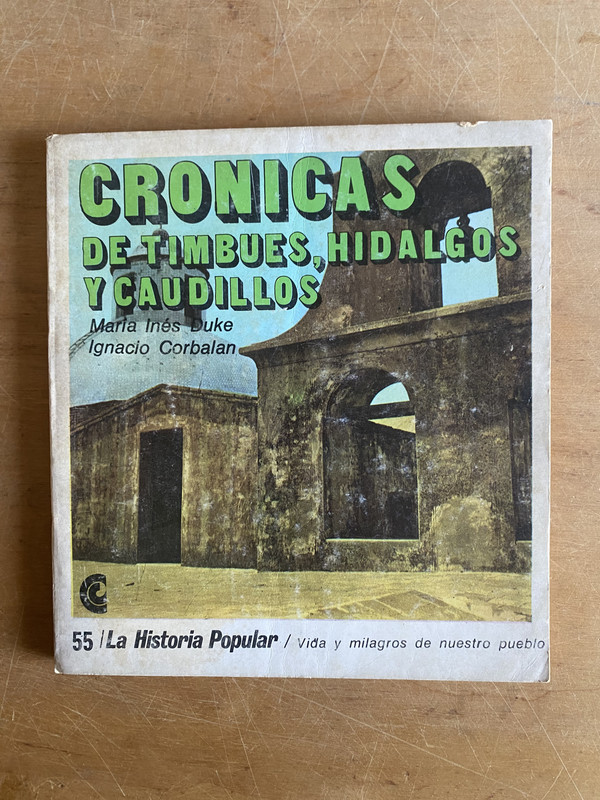 CRONICAS
DE TIMBUES, HIDALGOS
Y CAUDILLOS
María Inés Duke
Ignacio Corbalan
55 / La Historia Popular / Vida y milagros de nuestro pueblo